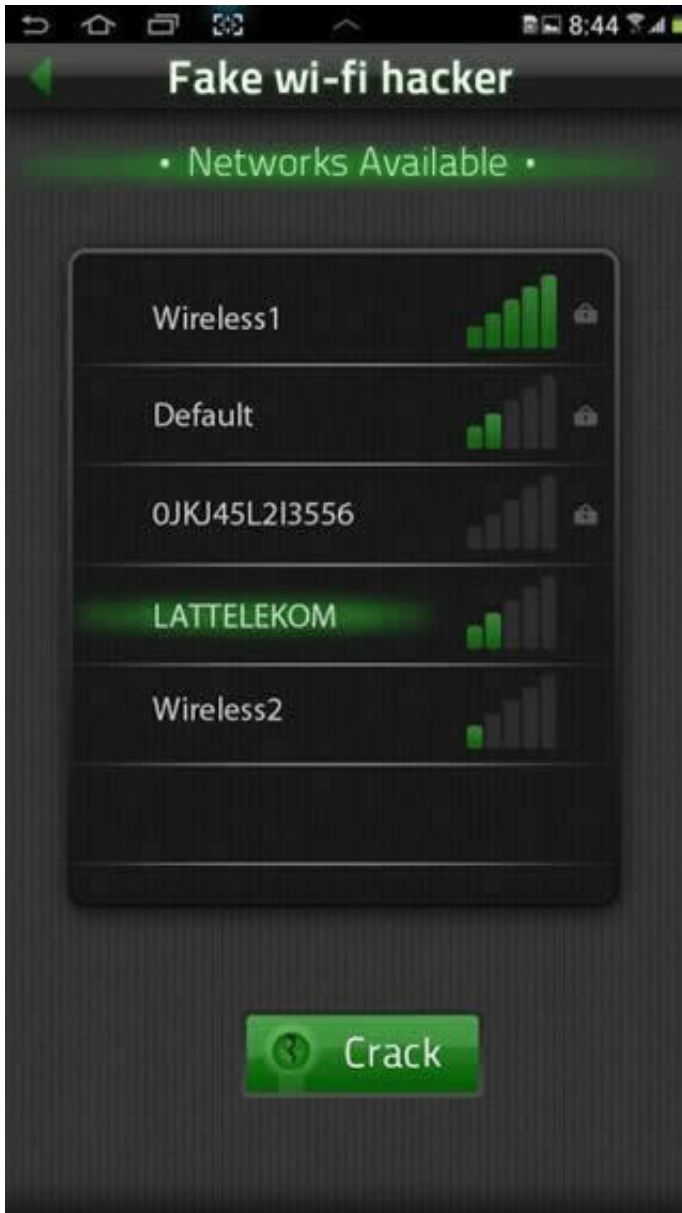 8:44
Fake wi-fi hacker
• Networks Available •
Wireless1
Default
0JKJ45L2I3556
LATTELEKOM
Wireless2
Crack